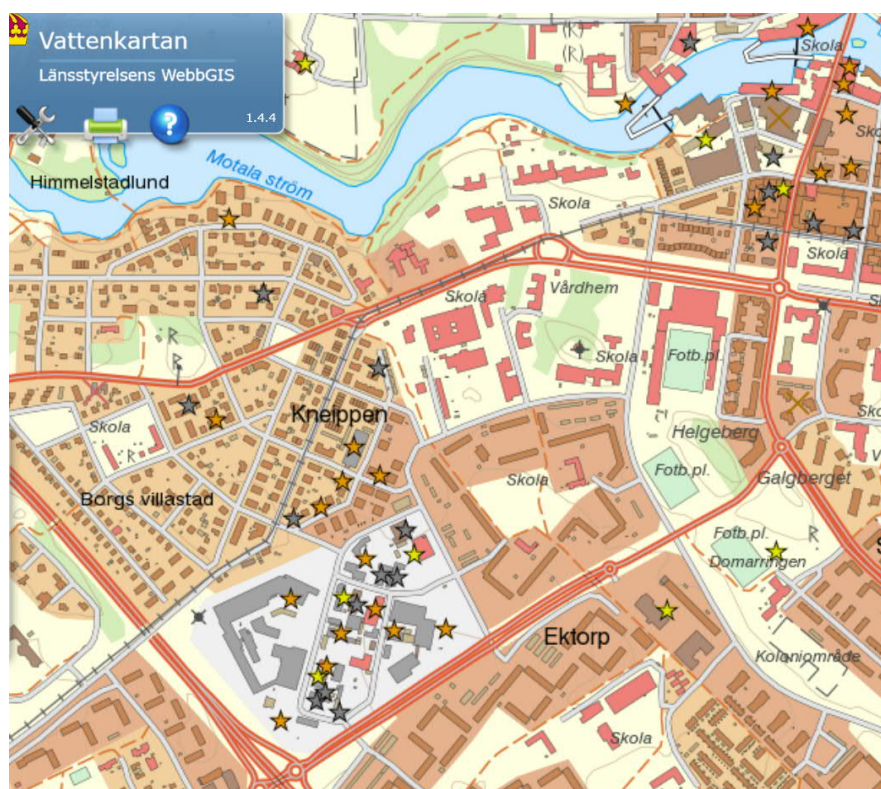 Vattenkartan
Länsstyrelsens WebbGIS
1.4.4
?
(R)
(R)
Skola
Motala ström
Himmelstadlund
Skola
Skola
Skola
Vårdhem
Skola
Fotb.pl.
R
R
Kneippen
Skola
Helgeberg
Borgs villastad
R
Skola
Fotb.pl.
Galgberget
Fotb.pl.
R
Domarringen
Ektorp
Koloniområde
Skola